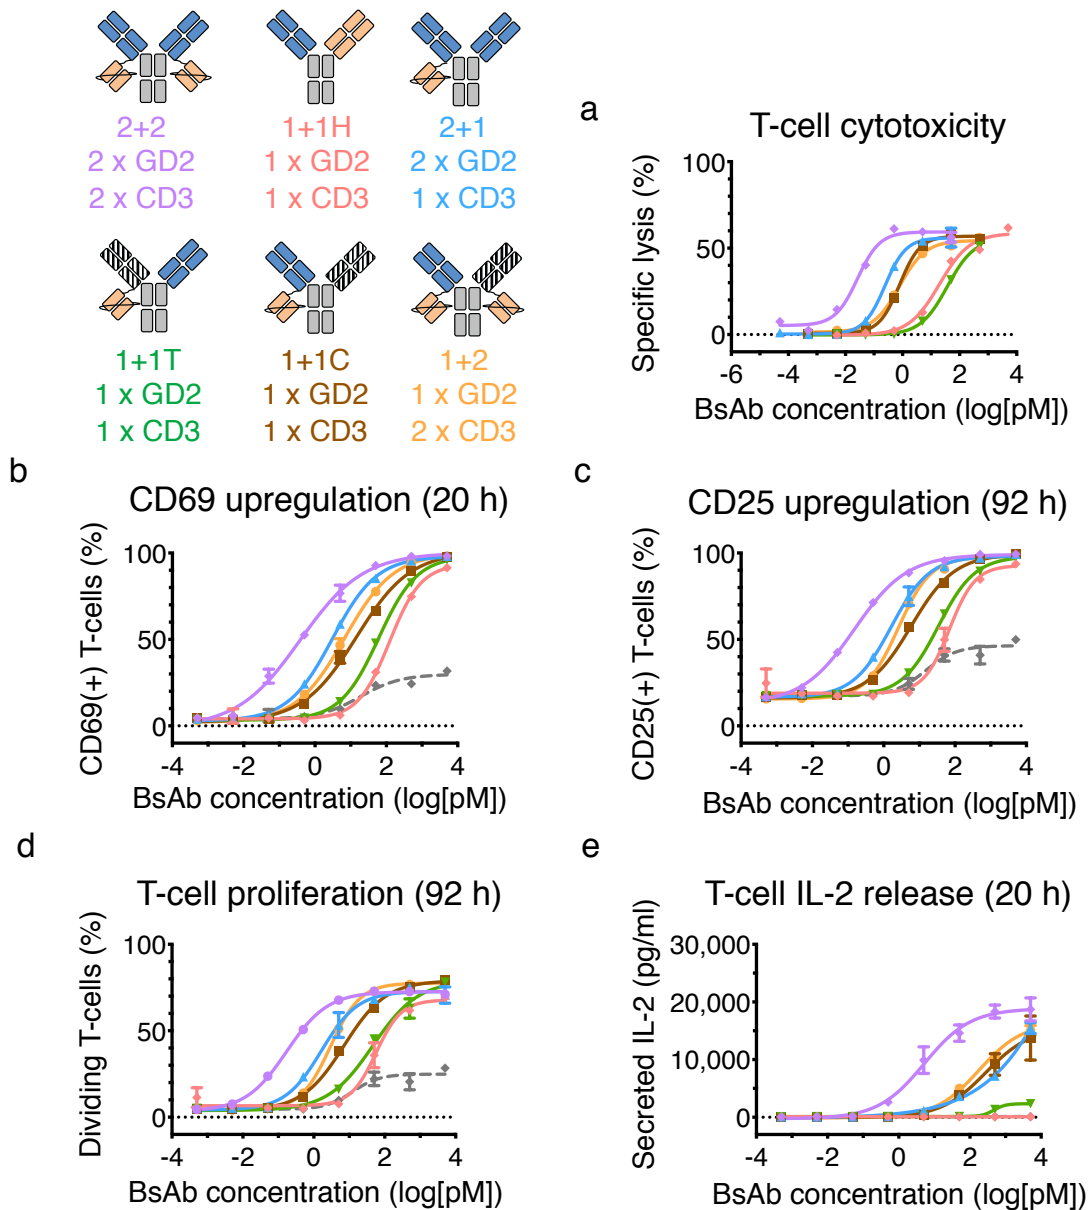 2+2
2 x GD2
2 x CD3
1+1H
1 x GD2
1 x CD3
2+1
2 x GD2
1 x CD3
1+1T
1 x GD2
1 x CD3
1+1C
1 x GD2
1 x CD3
1+2
1 x GD2
2 x CD3
a
T-cell cytotoxicity
Specific lysis (%)
100
50
0
-6 -4 -2 0 2 4
BsAb concentration (log[pM])
b
CD69 upregulation (20 h)
CD69(+) T-cells (%)
100
50
0
-4 -2 0 2 4
BsAb concentration (log[pM])
c
CD25 upregulation (92 h)
CD25(+) T-cells (%)
100
50
0
-4 -2 0 2 4
BsAb concentration (log[pM])
d
T-cell proliferation (92 h)
Dividing T-cells (%)
100
50
0
-4 -2 0 2 4
BsAb concentration (log[pM])
e
T-cell IL-2 release (20 h)
Secreted IL-2 (pg/ml)
30,000
20,000
10,000
0
-4 -2 0 2 4
BsAb concentration (log[pM])